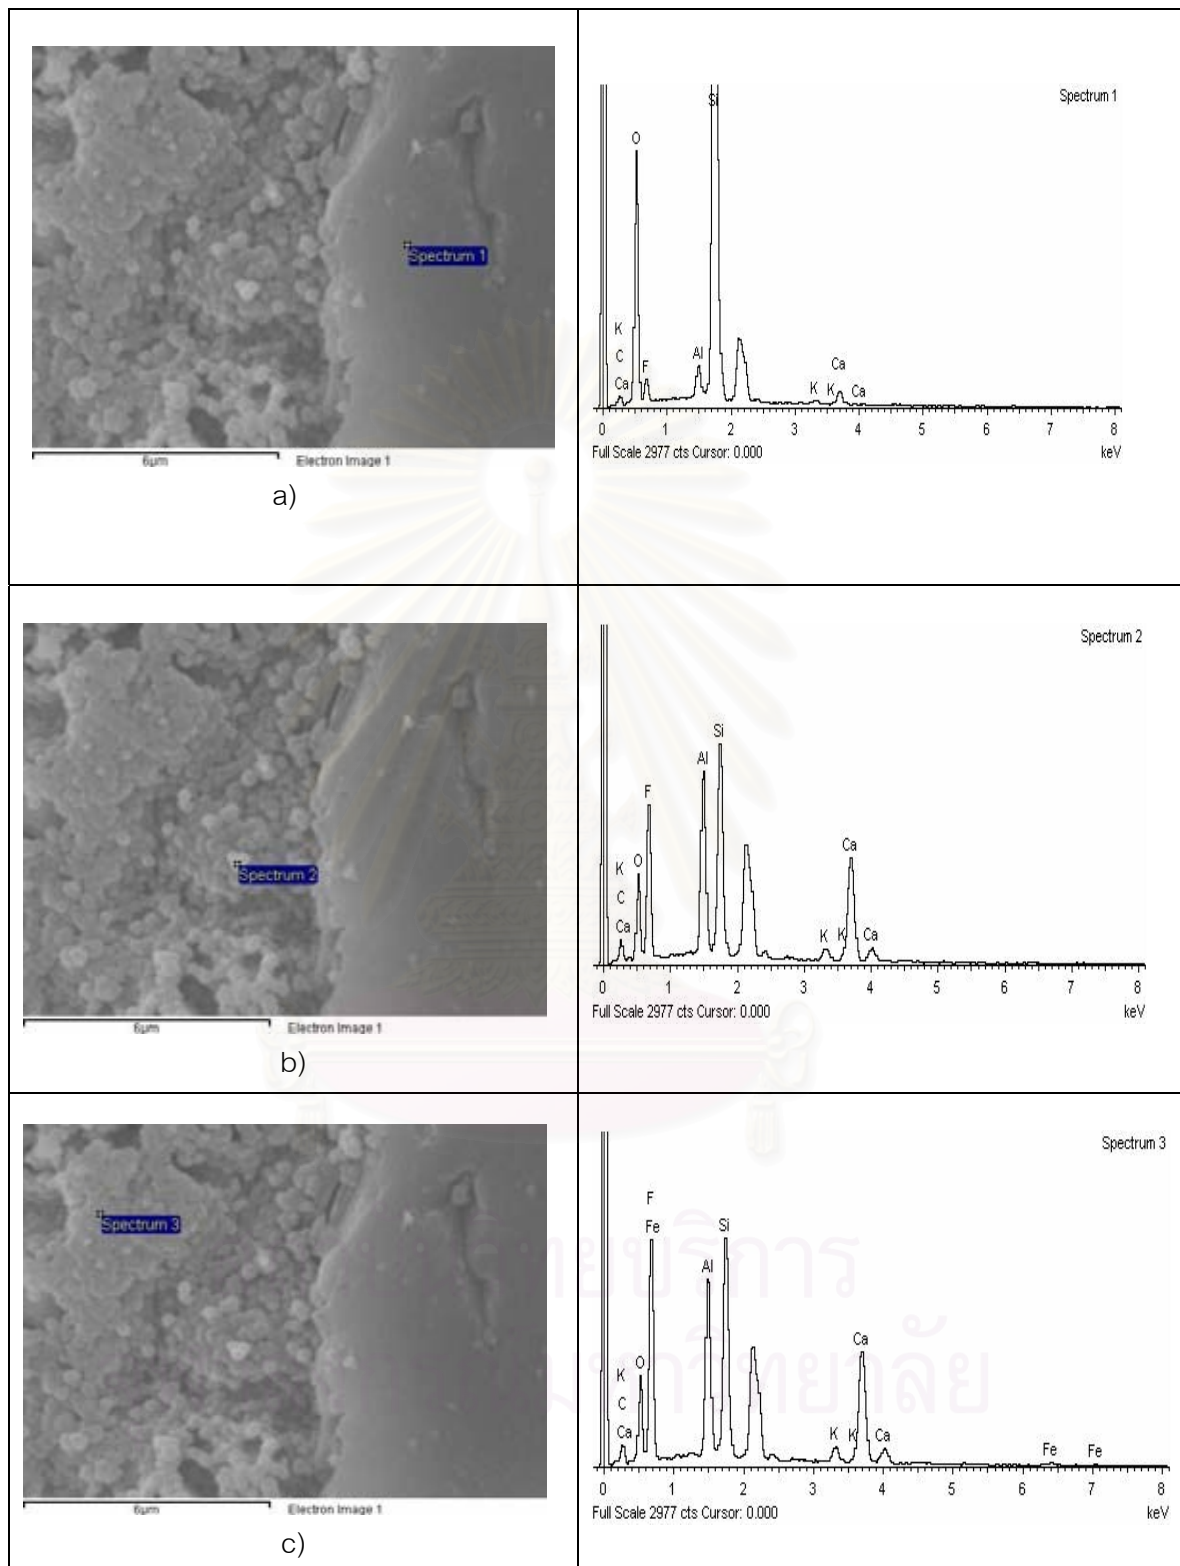 Spectrum 1
6μm
Electron Image 1
a)
Spectrum 1
Si
O
K
C
Ca
F
Al
K
K
Ca
Ca
1 2 3 4 5 6 7 8
0
Full Scale 2977 cts Cursor: 0.000
keV
Spectrum 2
6μm
Electron Image 1
b)
Spectrum 2
Si
Al
F
K
O
C
Ca
Ca
K
K
Ca
0 1 2 3 4 5 6 7 8
Full Scale 2977 cts Cursor: 0.000
keV
Spectrum 3
6μm
Electron Image 1
c)
Spectrum 3
F
Fe
Si
Al
K
O
C
Ca
Ca
K
K
Ca
Fe
Fe
0 1 2 3 4 5 6 7 8
Full Scale 2977 cts Cursor: 0.000
keV